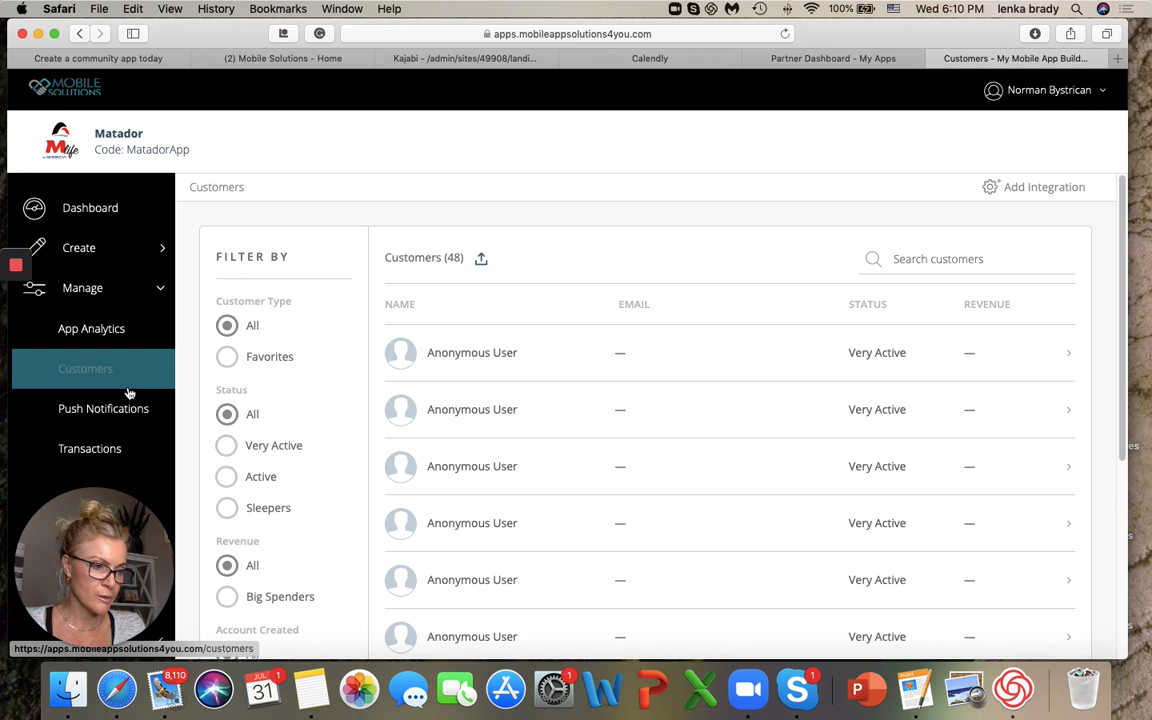 Safari File Edit View History Bookmarks Window Help 100% Wed 6:10 PM lenka brady
apps.mobileappsolutions4you.com
Create a community app today (2) Mobile Solutions - Home Kajabi - /admin/sites/49908/landi... Calendly Partner Dashboard - My Apps Customers - My Mobile App Build...
MOBILE
SOLUTIONS
Norman Bystrican
Mlife
Matador
Code: MatadorApp
Dashboard
Create
Manage
App Analytics
Customers
Push Notifications
Transactions
Customers
Add Integration
FILTER BY
Customer Type
All
Favorites
Status
All
Very Active
Active
Sleepers
Revenue
All
Big Spenders
Account Created
Customers (48)
Search customers
NAME EMAIL STATUS REVENUE
Anonymous User — Very Active —
Anonymous User — Very Active —
Anonymous User — Very Active —
Anonymous User — Very Active —
Anonymous User — Very Active —
Anonymous User — Very Active —
https://apps.mobileappsolutions4you.com/customers
8,110
JUL
31
1
1
1